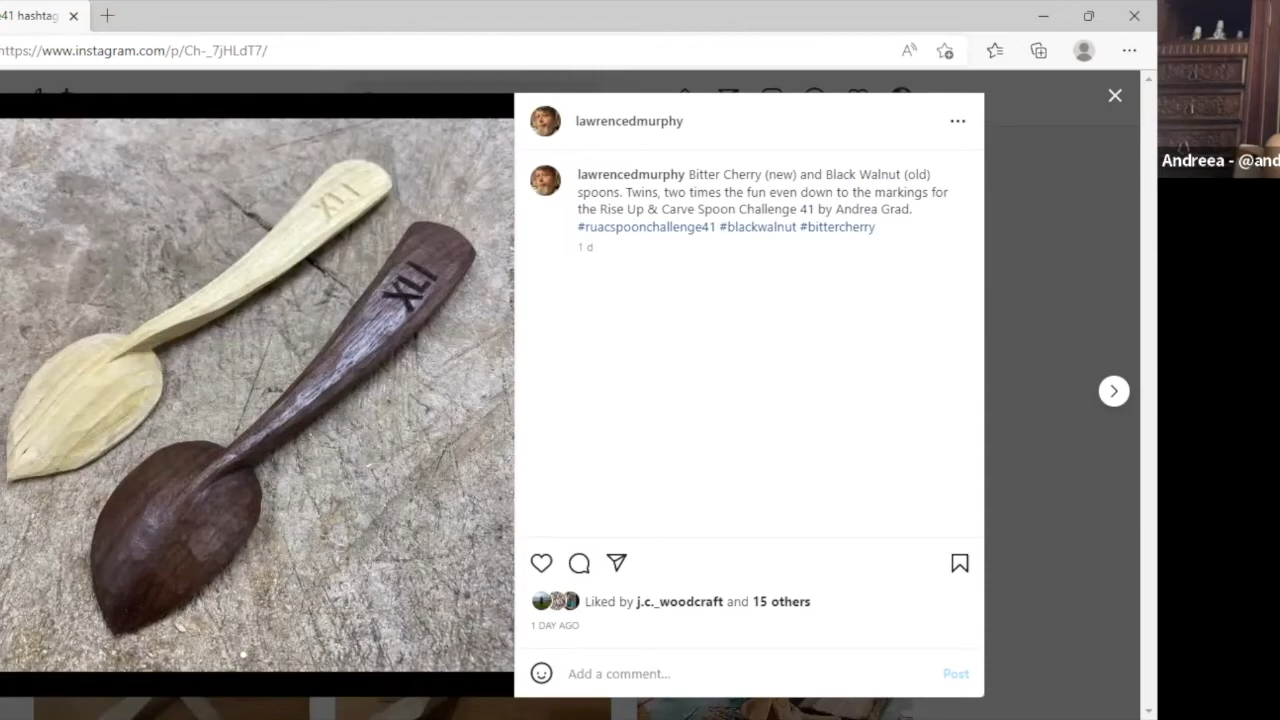 41 hashtag
https://www.instagram.com/p/Ch-_7jHLdT7/
lawrencedmurphy
lawrencedmurphy Bitter Cherry (new) and Black Walnut (old)
spoons. Twins, two times the fun even down to the markings for
the Rise Up & Carve Spoon Challenge 41 by Andrea Grad.
#ruacspoonchallenge41 #blackwalnut #bittercherry
1 d
XLI
XLI
Liked by j.c._woodcraft and 15 others
1 DAY AGO
Add a comment...
Post
Andreea - @and